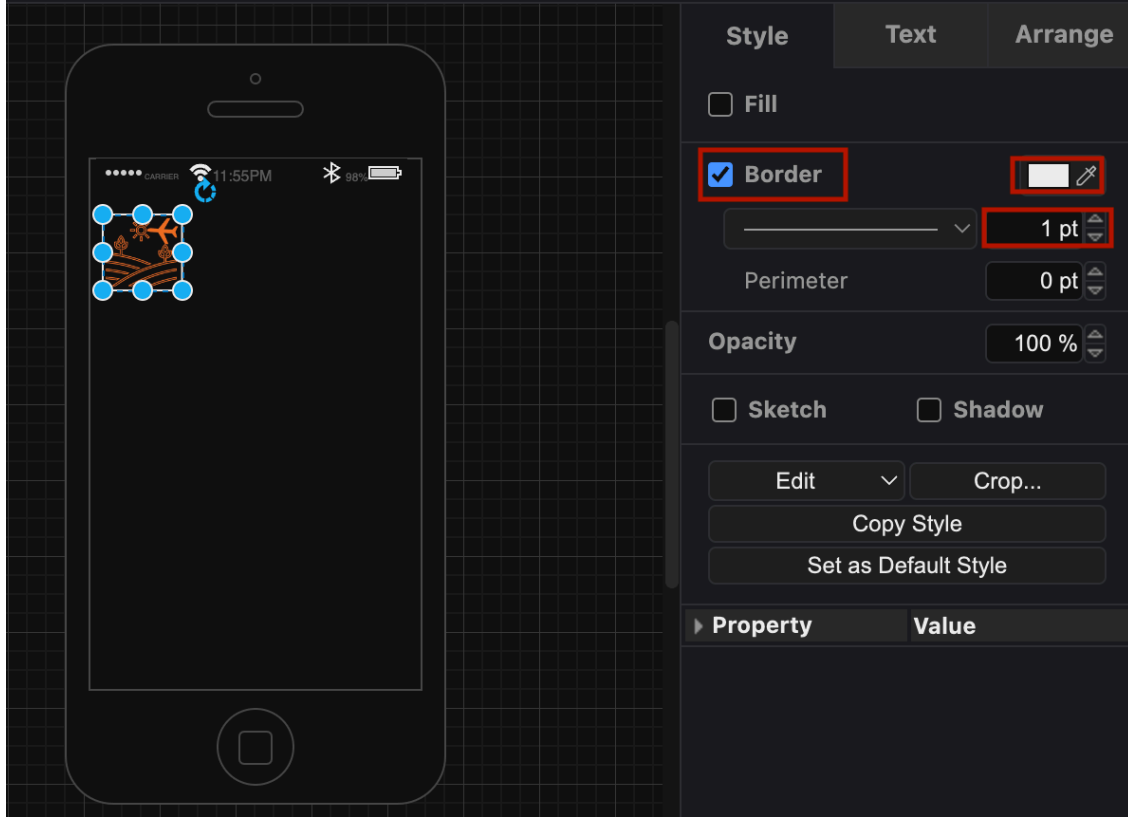 Style Text Arrange
Fill
Border
1 pt
Perimeter 0 pt
Opacity 100 %
Sketch Shadow
Edit Crop...
Copy Style
Set as Default Style
Property Value
CARRIER 11:55PM 98%